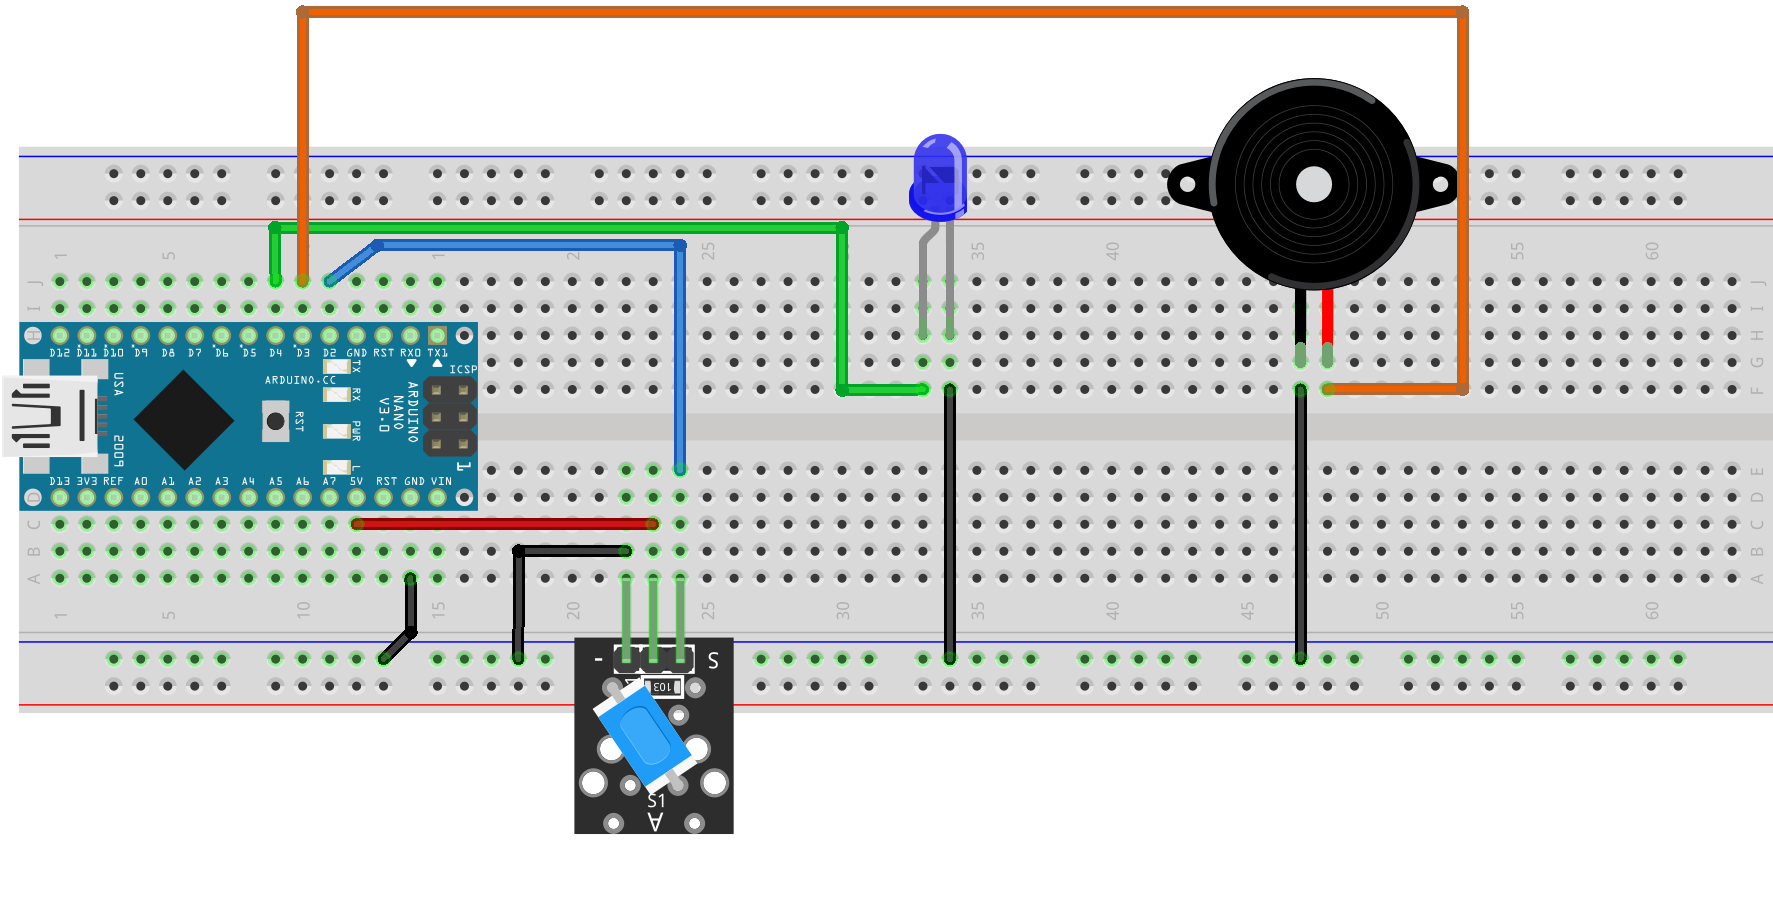 1 5 10 1 2 25 35 40 55 60
J J
I I
H H
G
F
D12 D11 D10 D9 D8 D7 D6 D5 D4 D3 D2 GND RST RX0 TX1
ICSP
TX
RX
PWR
L
USA
2009
ARDUINO.CC
RST
ARDUINO
NANO
V3.0
1
D13 3V3 REF A0 A1 A2 A3 A4 A5 A6 A7 5V RST GND VIN
E
D D
C C
B B
A A
1 5 10 15 20 25 30 35 40 45 50 55 60
- S
103
S1
A